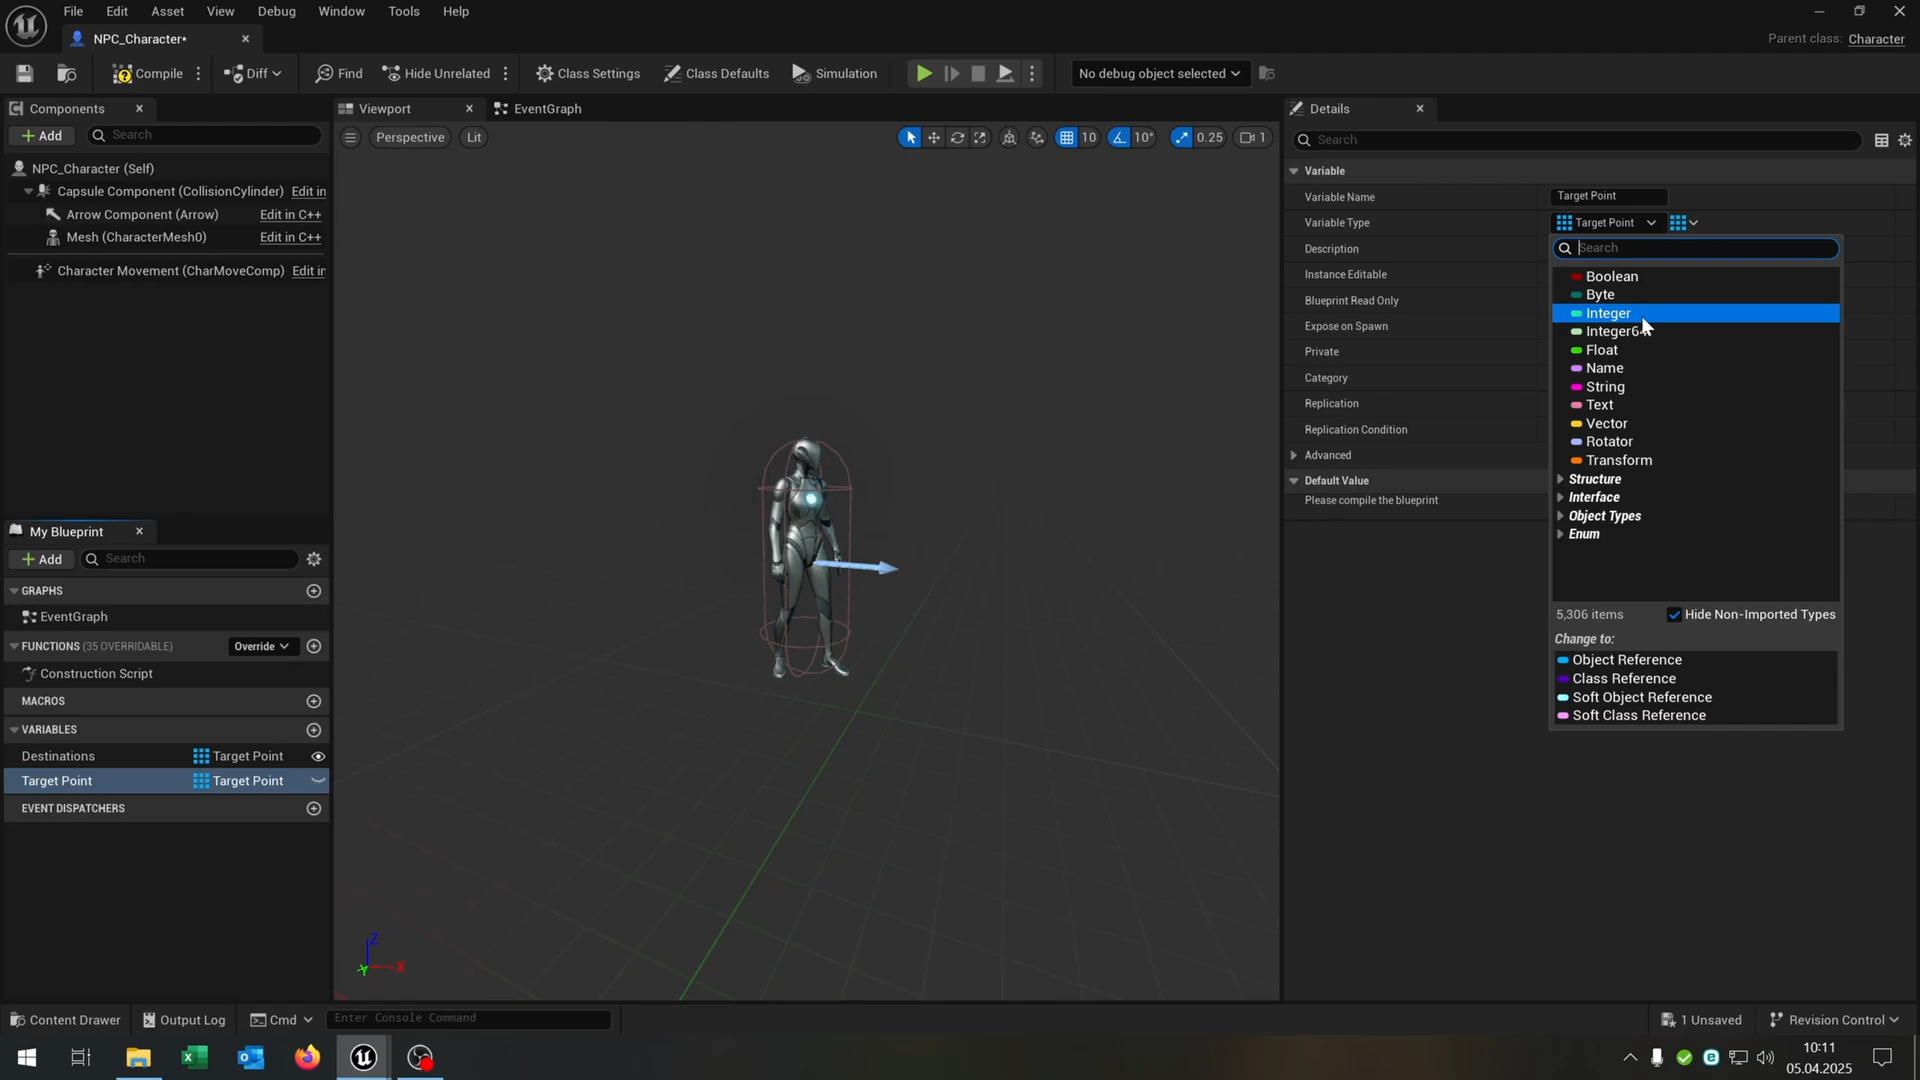 File Edit Asset View Debug Window Tools Help
NPC_Character*
Parent class: Character
Compile Diff Find Hide Unrelated Class Settings Class Defaults Simulation No debug object selected
Components
Add Search
NPC_Character (Self)
Capsule Component (CollisionCylinder) Edit in
Arrow Component (Arrow) Edit in C++
Mesh (CharacterMesh0) Edit in C++
Character Movement (CharMoveComp) Edit in
My Blueprint
Add Search
GRAPHS
EventGraph
FUNCTIONS (35 OVERRIDABLE) Override
Construction Script
MACROS
VARIABLES
Destinations Target Point
Target Point Target Point
EVENT DISPATCHERS
Viewport EventGraph
Perspective Lit 10 10° 0.25 1
Z
Y X
Details
Search
Variable
Variable Name Target Point
Variable Type Target Point
Description
Instance Editable
Blueprint Read Only
Expose on Spawn
Private
Category
Replication
Replication Condition
Advanced
Default Value
Please compile the blueprint
Search
Boolean
Byte
Integer
Integer64
Float
Name
String
Text
Vector
Rotator
Transform
Structure
Interface
Object Types
Enum
5,306 items Hide Non-Imported Types
Change to:
Object Reference
Class Reference
Soft Object Reference
Soft Class Reference
Content Drawer Output Log Cmd Enter Console Command 1 Unsaved Revision Control
10:11
05.04.2025